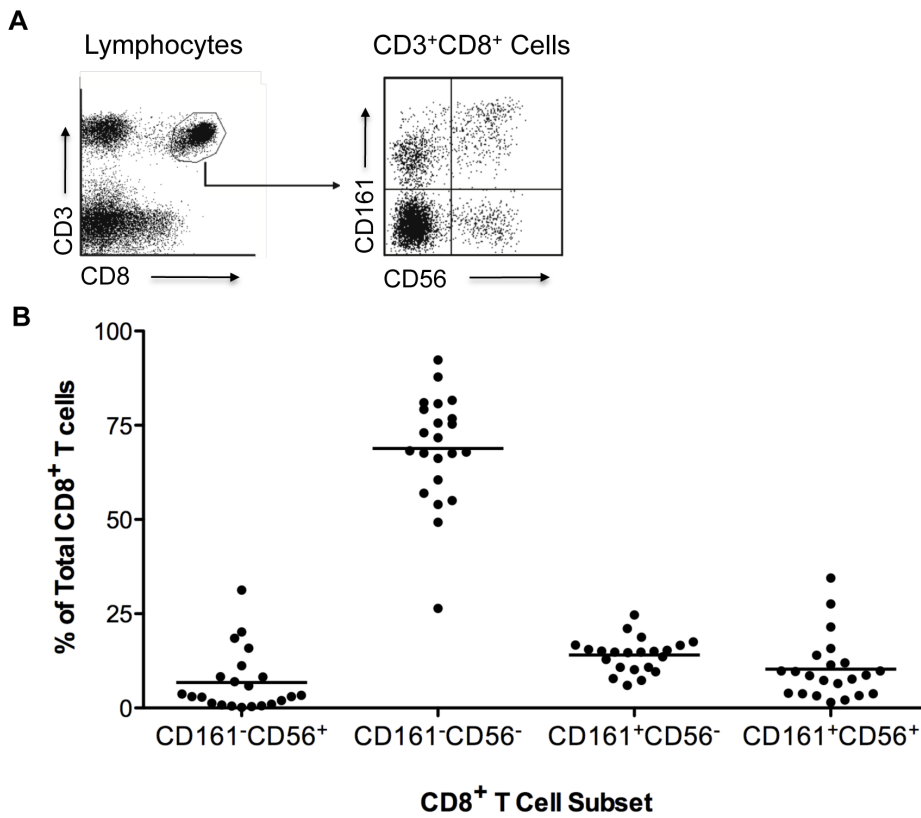 A
Lymphocytes
CD3⁺CD8⁺ Cells
CD3
CD8
CD161
CD56
B
% of Total CD8⁺ T cells
100
75
50
25
0
CD161⁻CD56⁺
CD161⁻CD56⁻
CD161⁺CD56⁻
CD161⁺CD56⁺
CD8⁺ T Cell Subset